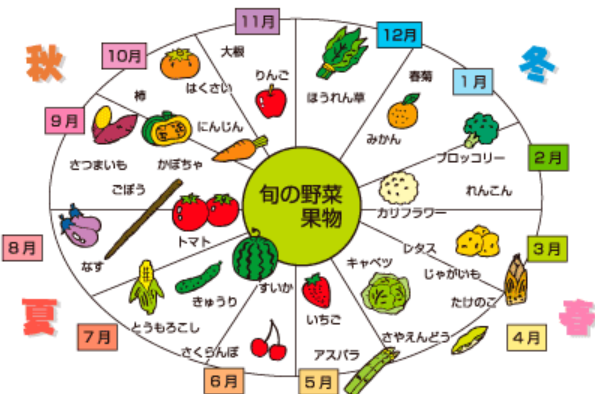 11月
12月
10月
秋
冬
大根
りんご
はくさい
柿
ほうれん草
春菊
1月
9月
にんじん
みかん
ブロッコリー
2月
さつまいも
かぼちゃ
ごぼう
旬の野菜
果物
れんこん
カリフラワー
トマト
8月
なす
レタス
3月
キャベツ
じゃがいも
すいか
きゅうり
たけのこ
いちご
夏
春
とうもろこし
7月
さやえんどう
4月
さくらんぼ
アスパラ
6月
5月